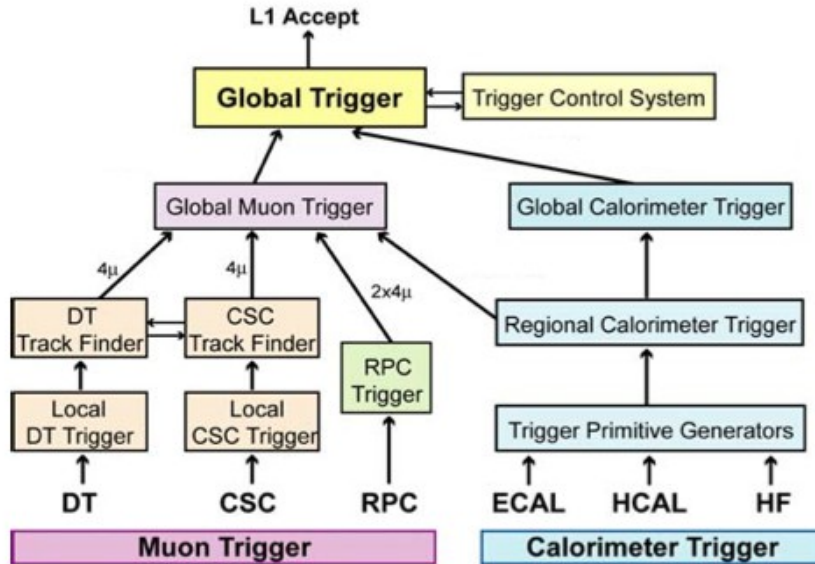 L1 Accept
Global Trigger
Trigger Control System
Global Muon Trigger
Global Calorimeter Trigger
4µ
4µ
2x4µ
DT
Track Finder
CSC
Track Finder
Regional Calorimeter Trigger
RPC
Trigger
Local
DT Trigger
Local
CSC Trigger
Trigger Primitive Generators
DT
CSC
RPC
ECAL
HCAL
HF
Muon Trigger
Calorimeter Trigger